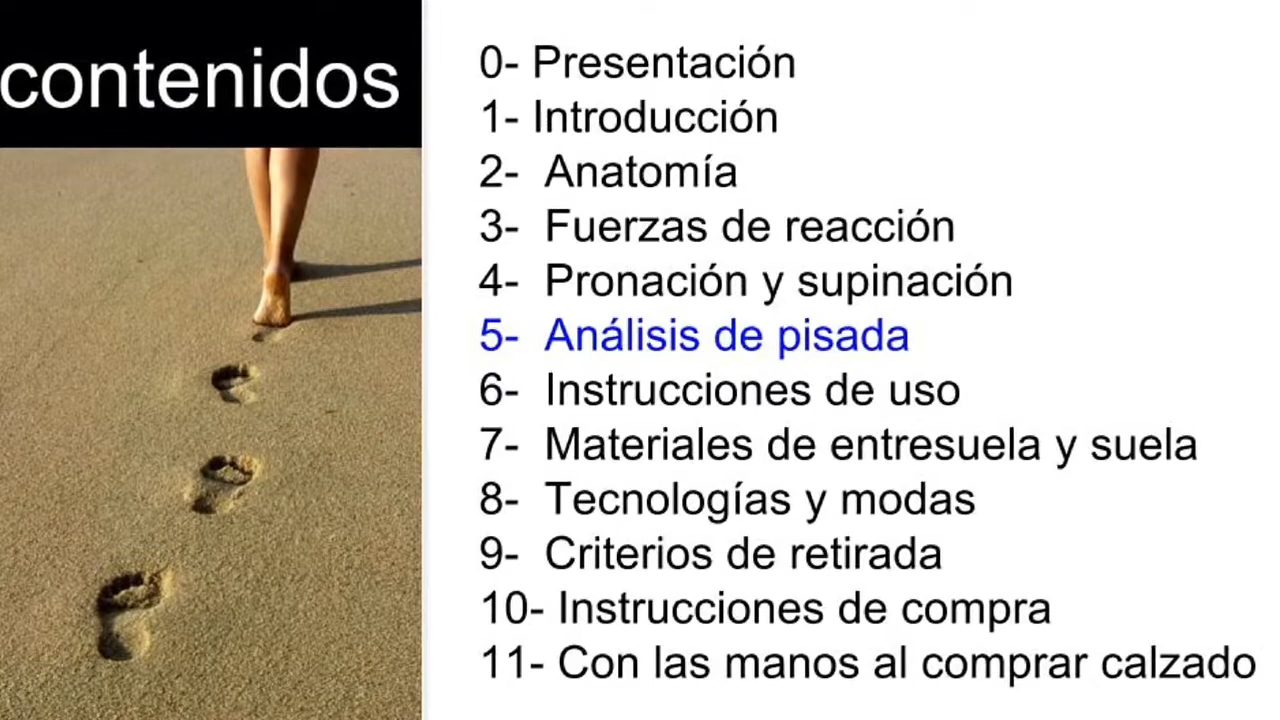 contenidos
0- Presentación
1- Introducción
2- Anatomía
3- Fuerzas de reacción
4- Pronación y supinación
5- Análisis de pisada
6- Instrucciones de uso
7- Materiales de entresuela y suela
8- Tecnologías y modas
9- Criterios de retirada
10- Instrucciones de compra
11- Con las manos al comprar calzado